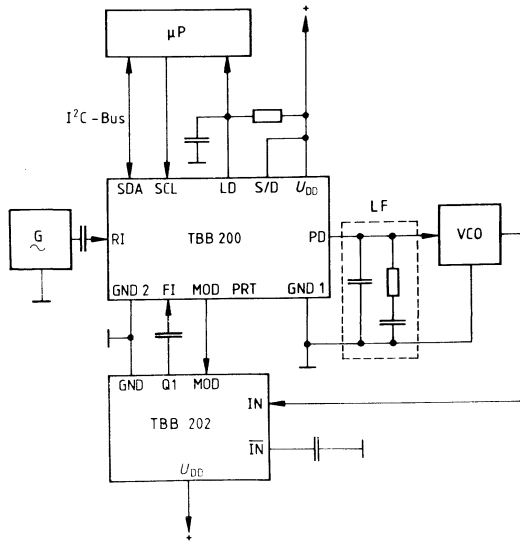 µP
+
I²C-Bus
SDA SCL LD S/D U_DD
LF
G
~
RI
TBB 200
PD
VCO
GND 2 FI MOD PRT GND 1
GND Q1 MOD
IN
TBB 202
I̅N̅
U_DD
+